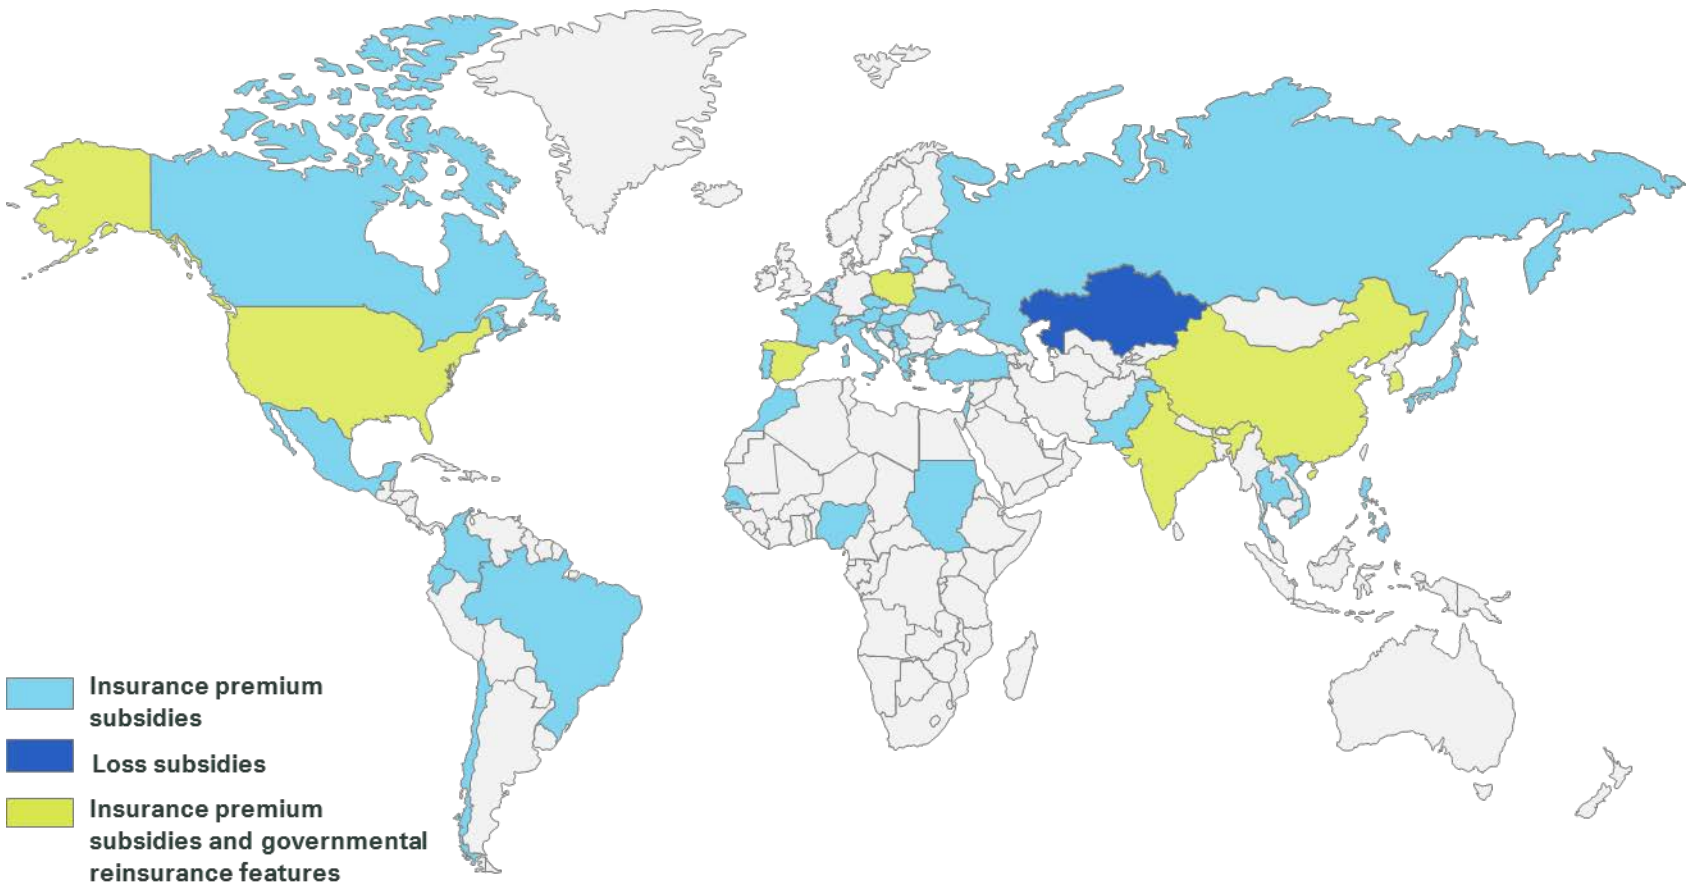 Insurance premium
subsidies
Loss subsidies
Insurance premium
subsidies and governmental
reinsurance features